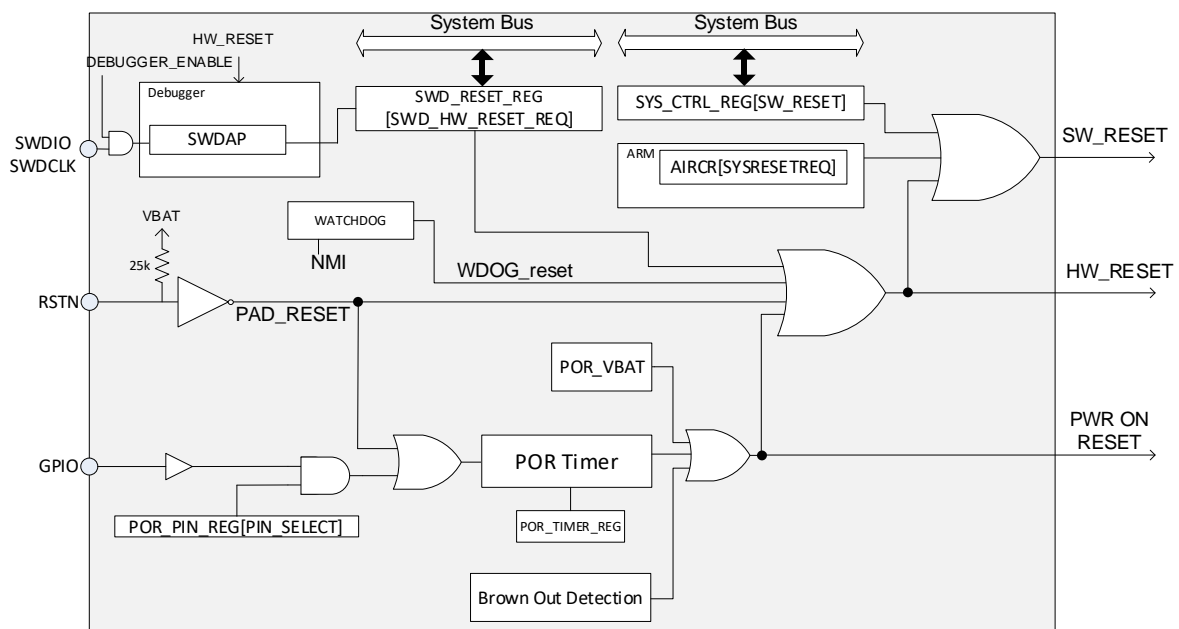 System Bus
System Bus
HW_RESET
DEBUGGER_ENABLE
Debugger
SWDAP
SWD_RESET_REG
[SWD_HW_RESET_REQ]
SYS_CTRL_REG[SW_RESET]
SWDIO
SWDCLK
ARM
AIRCR[SYSRESETREQ]
SW_RESET
VBAT
25k
WATCHDOG
NMI
WDOG_reset
HW_RESET
RSTN
PAD_RESET
POR_VBAT
PWR ON
RESET
GPIO
POR Timer
POR_PIN_REG[PIN_SELECT]
POR_TIMER_REG
Brown Out Detection